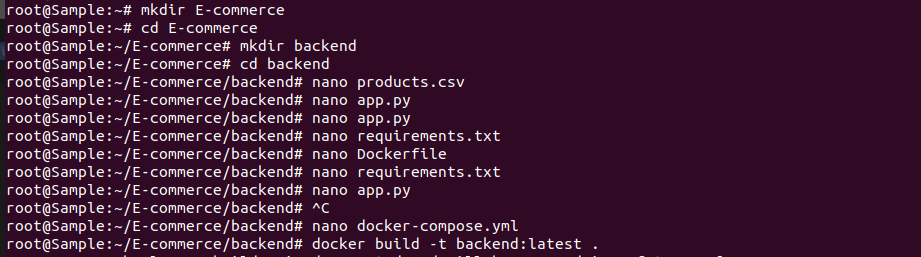 root@Sample:~# mkdir E-commerce
root@Sample:~# cd E-commerce
root@Sample:~/E-commerce# mkdir backend
root@Sample:~/E-commerce# cd backend
root@Sample:~/E-commerce/backend# nano products.csv
root@Sample:~/E-commerce/backend# nano app.py
root@Sample:~/E-commerce/backend# nano app.py
root@Sample:~/E-commerce/backend# nano requirements.txt
root@Sample:~/E-commerce/backend# nano Dockerfile
root@Sample:~/E-commerce/backend# nano requirements.txt
root@Sample:~/E-commerce/backend# nano app.py
root@Sample:~/E-commerce/backend# ^C
root@Sample:~/E-commerce/backend# nano docker-compose.yml
root@Sample:~/E-commerce/backend# docker build -t backend:latest .